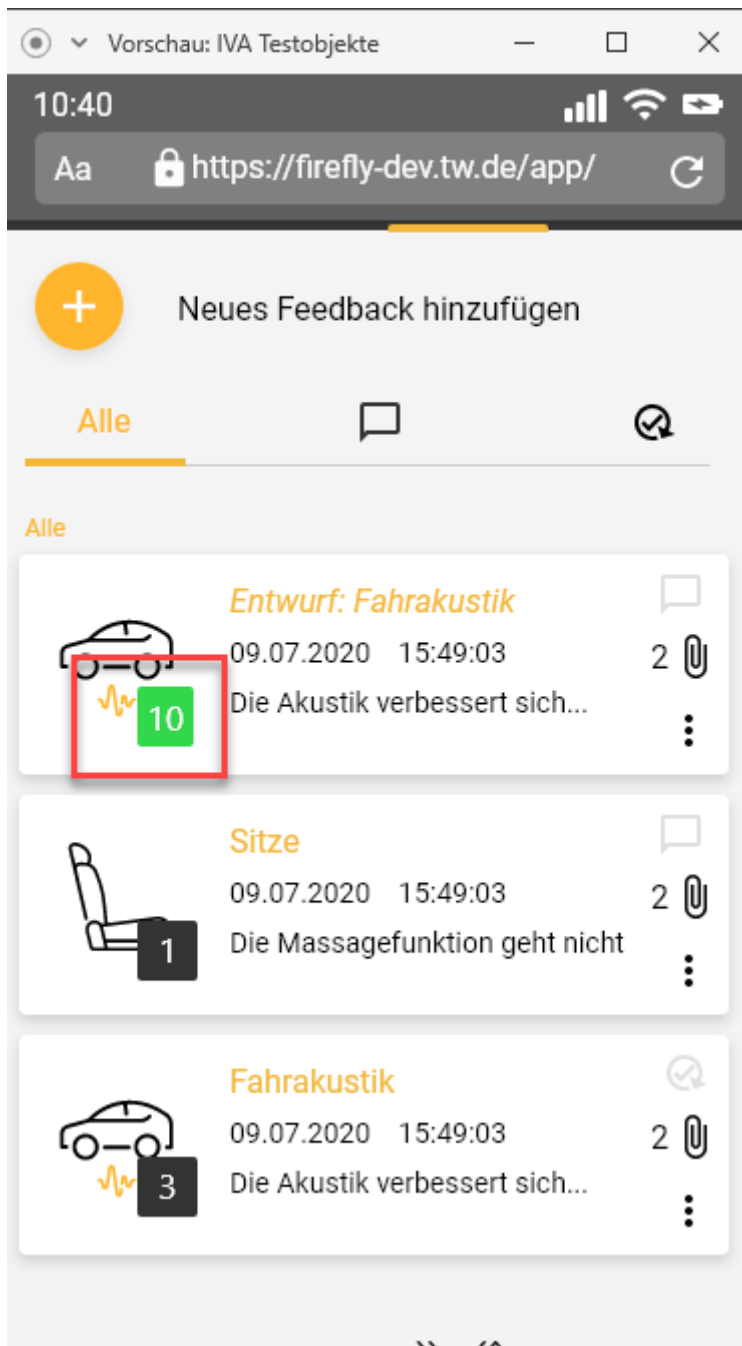 Vorschau: IVA Testobjekte
10:40
Aa https://firefly-dev.tw.de/app/
Neues Feedback hinzufügen
Alle
Alle
Entwurf: Fahrakustik
09.07.2020 15:49:03 2
Die Akustik verbessert sich...
10
Sitze
09.07.2020 15:49:03 2
Die Massagefunktion geht nicht
1
Fahrakustik
09.07.2020 15:49:03 2
Die Akustik verbessert sich...
3